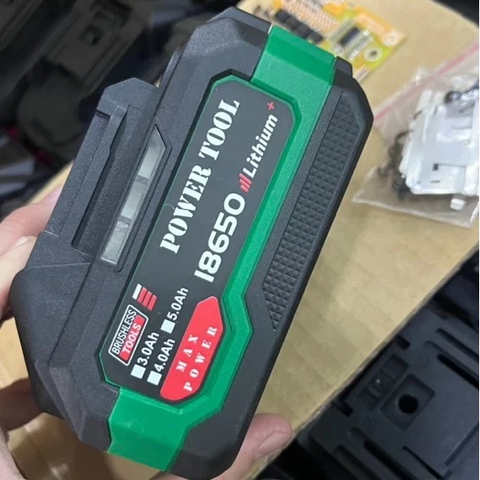 POWER TOOL
18650
Lithium +
BRUSHLESS
TOOLS
3.0Ah
4.0Ah
5.0Ah
MAX
POWER